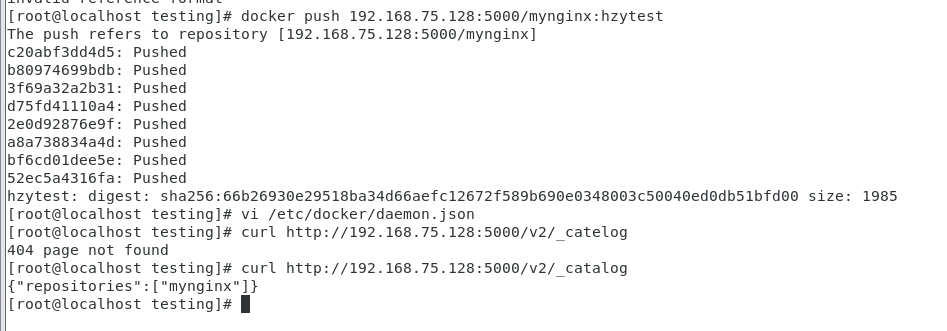 invalid reference format
[root@localhost testing]# docker push 192.168.75.128:5000/mynginx:hzytest
The push refers to repository [192.168.75.128:5000/mynginx]
c20abf3dd4d5: Pushed
b80974699bdb: Pushed
3f69a32a2b31: Pushed
d75fd41110a4: Pushed
2e0d92876e9f: Pushed
a8a738834a4d: Pushed
bf6cd01dee5e: Pushed
52ec5a4316fa: Pushed
hzytest: digest: sha256:66b26930e29518ba34d66aefc12672f589b690e0348003c50040ed0db51bfd00 size: 1985
[root@localhost testing]# vi /etc/docker/daemon.json
[root@localhost testing]# curl http://192.168.75.128:5000/v2/_catelog
404 page not found
[root@localhost testing]# curl http://192.168.75.128:5000/v2/_catalog
{"repositories":["mynginx"]}
[root@localhost testing]#